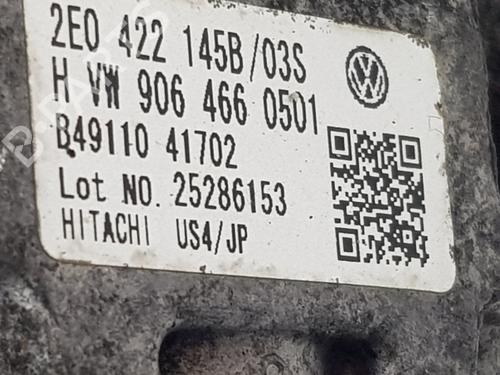 2E0 422 145B/03S
H VW 906 466 0501
B49110 41702
Lot NO. 25286153
HITACHI US4/JP